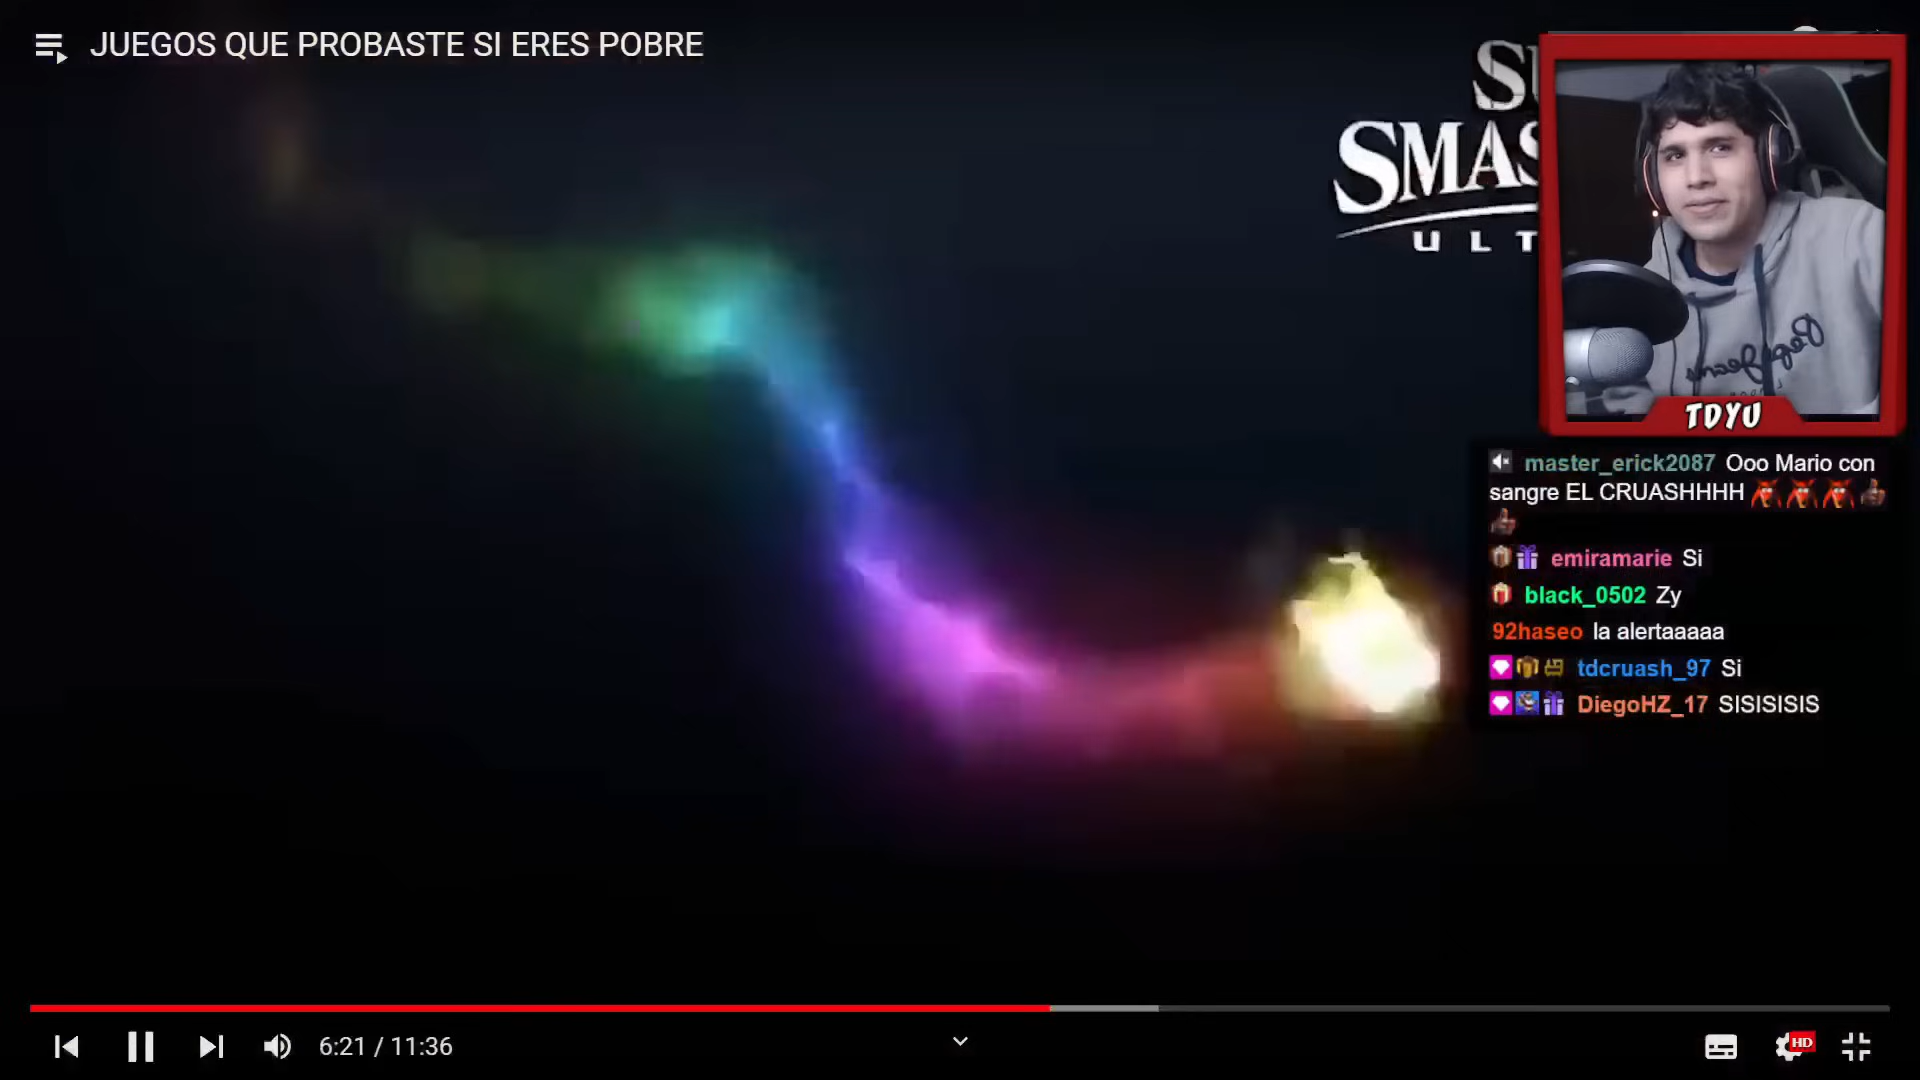 JUEGOS QUE PROBASTE SI ERES POBRE
SMAS
ULT
TDYU
master_erick2087 Ooo Mario con
sangre EL CRUASHHHH
emiramarie Si
black_0502 Zy
92haseo la alertaaaaa
tdcruash_97 Si
DiegoHZ_17 SISISISIS
6:21 / 11:36
HD